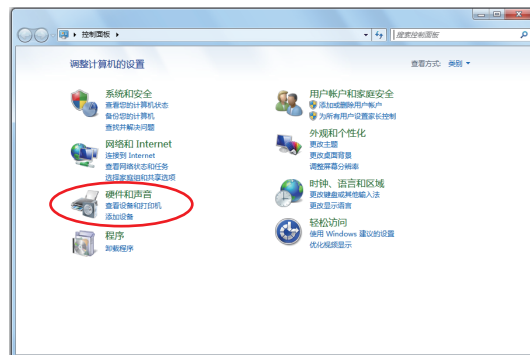 控制面板
搜索控制面板
调整计算机的设置
查看方式: 类别
系统和安全
查看您的计算机状态
备份您的计算机
查找并解决问题
网络和 Internet
连接到 Internet
查看网络状态和任务
选择家庭组和共享选项
硬件和声音
查看设备和打印机
添加设备
程序
卸载程序
用户帐户和家庭安全
添加或删除用户帐户
为所有用户设置家长控制
外观和个性化
更改主题
更改桌面背景
调整屏幕分辨率
时钟、语言和区域
更改键盘或其他输入法
更改显示语言
轻松访问
使用 Windows 建议的设置
优化视频显示